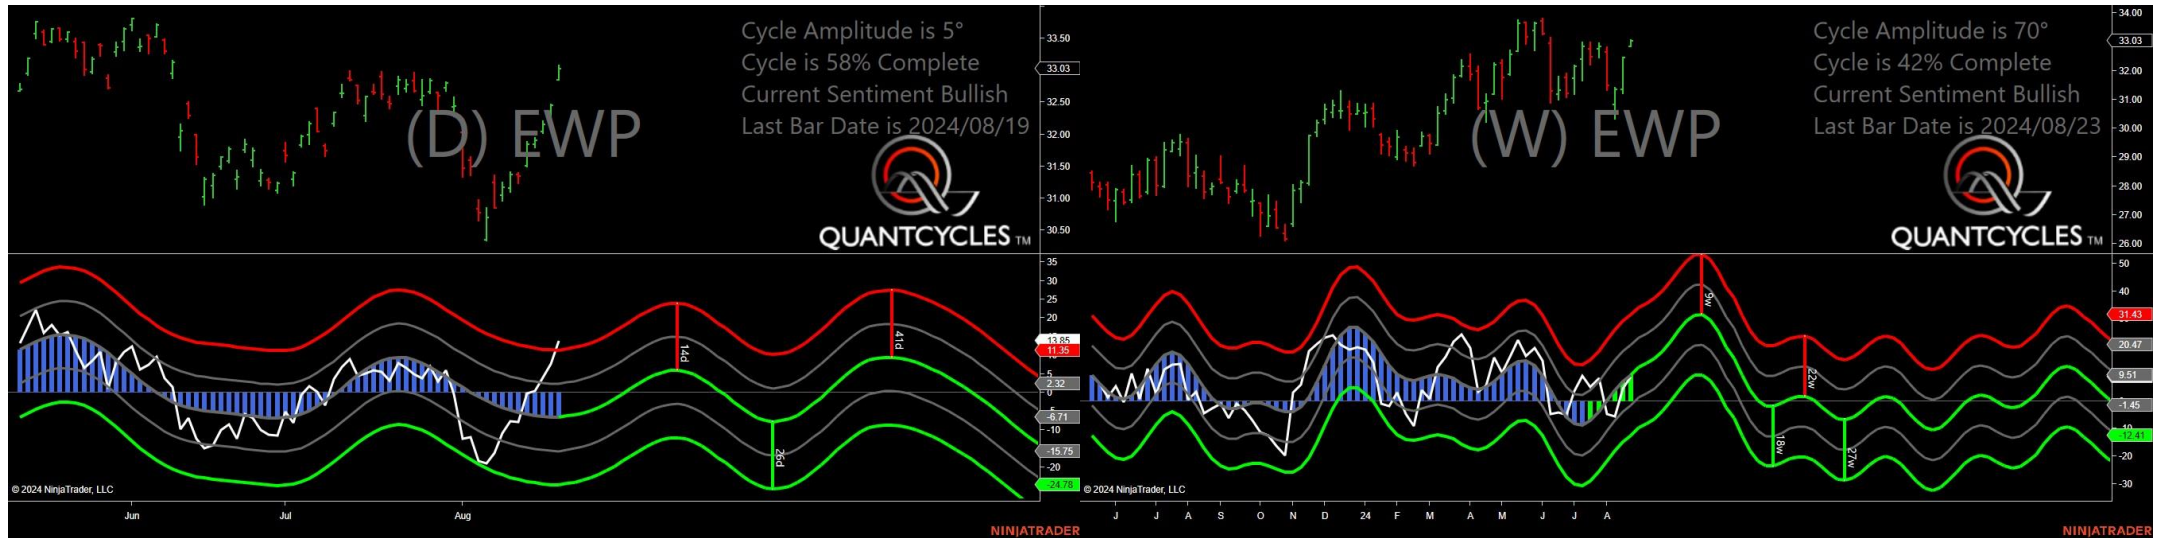 Cycle Amplitude is 5°
Cycle is 58% Complete
Current Sentiment Bullish
Last Bar Date is 2024/08/19
(D) EWP
QUANTCYCLES TM
33.50
33.03
32.50
32.00
31.50
31.00
30.50
35
30
25
20
13.85
11.35
2.32
0
-6.71
-10
-15.75
-20
-24.78
14d
26d
41d
© 2024 NinjaTrader, LLC
Jun Jul Aug
NINJATRADER
Cycle Amplitude is 70°
Cycle is 42% Complete
Current Sentiment Bullish
Last Bar Date is 2024/08/23
(W) EWP
QUANTCYCLES TM
34.00
33.03
32.00
31.00
30.00
29.00
28.00
27.00
26.00
50
40
31.43
20.47
9.51
-1.45
-12.41
-20
-30
9w
22w
18w
27w
© 2024 NinjaTrader, LLC
J J A S O N D 24 F M A M J J A
NINJATRADER